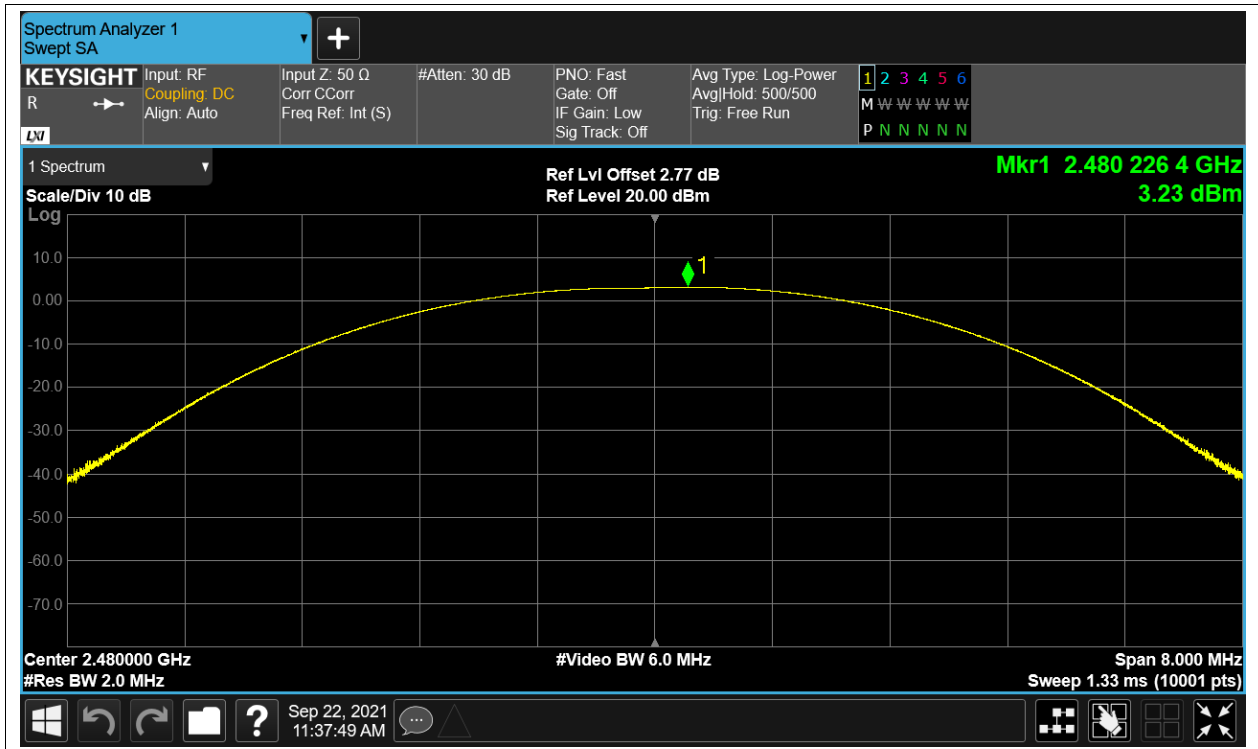 Spectrum Analyzer 1
Swept SA
+
KEYSIGHT
R
LXI
Input: RF
Coupling: DC
Align: Auto
Input Z: 50 Ω
Corr CCorr
Freq Ref: Int (S)
#Atten: 30 dB
PNO: Fast
Gate: Off
IF Gain: Low
Sig Track: Off
Avg Type: Log-Power
Avg|Hold: 500/500
Trig: Free Run
1 2 3 4 5 6
M W W W W W W
P N N N N N N
1 Spectrum
Scale/Div 10 dB
Ref Lvl Offset 2.77 dB
Ref Level 20.00 dBm
Mkr1 2.480 226 4 GHz
3.23 dBm
Log
10.0
0.00
-10.0
-20.0
-30.0
-40.0
-50.0
-60.0
-70.0
1
Center 2.480000 GHz
#Res BW 2.0 MHz
#Video BW 6.0 MHz
Span 8.000 MHz
Sweep 1.33 ms (10001 pts)
?
Sep 22, 2021
11:37:49 AM